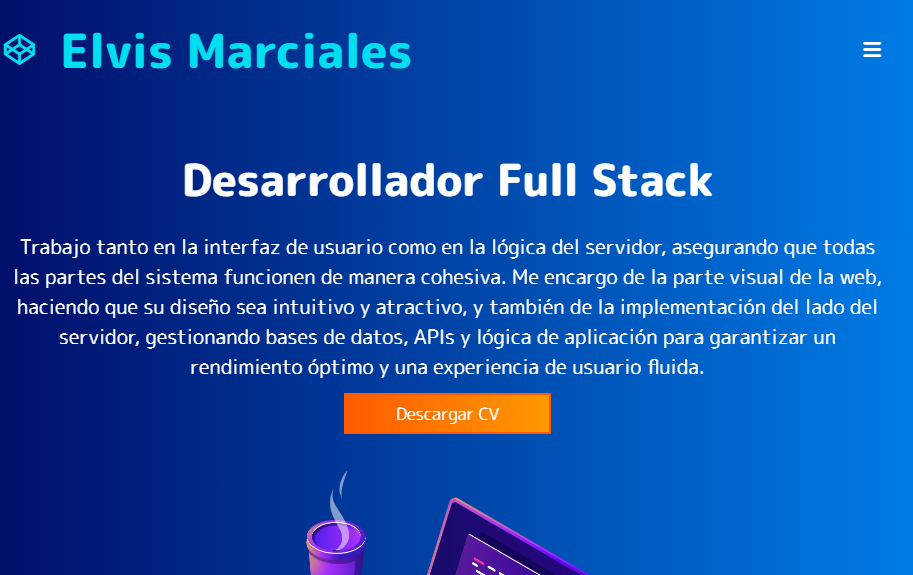 Elvis Marciales
Desarrollador Full Stack
Trabajo tanto en la interfaz de usuario como en la lógica del servidor, asegurando que todas
las partes del sistema funcionen de manera cohesiva. Me encargo de la parte visual de la web,
haciendo que su diseño sea intuitivo y atractivo, y también de la implementación del lado del
servidor, gestionando bases de datos, APIs y lógica de aplicación para garantizar un
rendimiento óptimo y una experiencia de usuario fluida.
Descargar CV